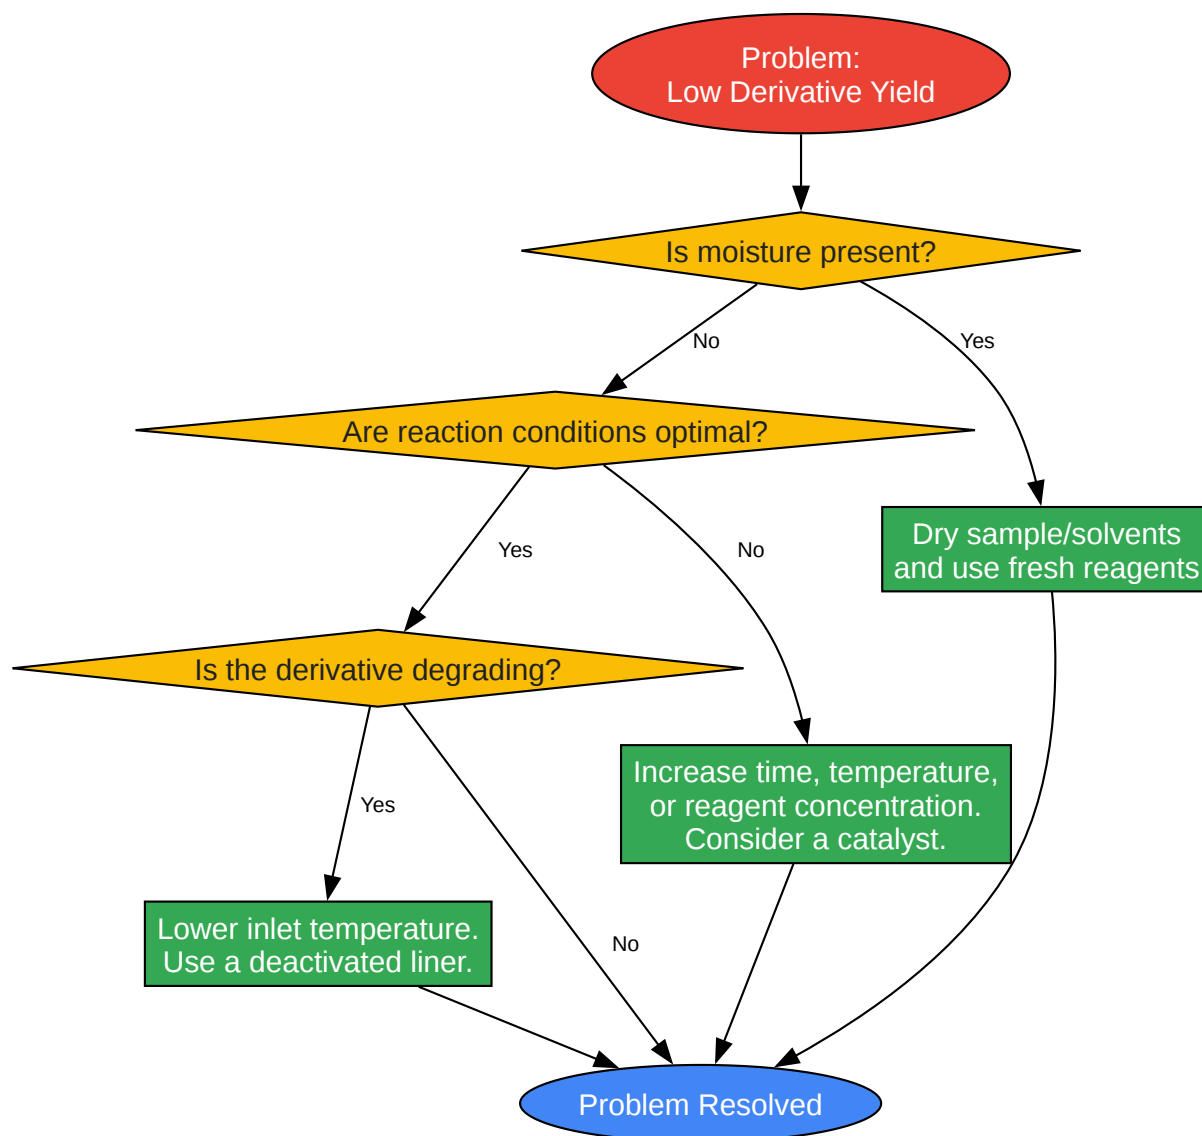 Problem:
Low Derivative Yield
Is moisture present?
No
Yes
Are reaction conditions optimal?
Yes
No
Dry sample/solvents
and use fresh reagents
Is the derivative degrading?
Yes
No
Increase time, temperature,
or reagent concentration.
Consider a catalyst.
Lower inlet temperature.
Use a deactivated liner.
Problem Resolved